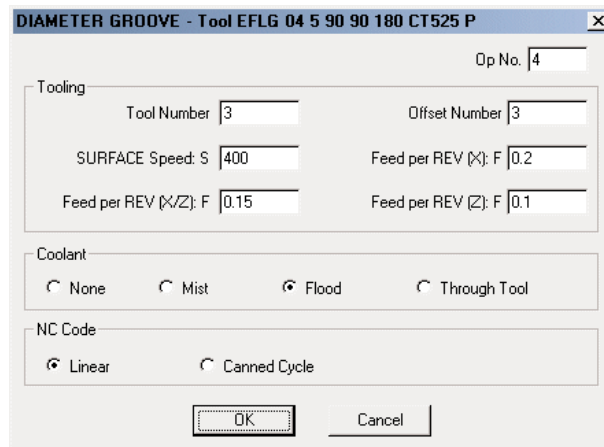 DIAMETER GROOVE - Tool EFLG 04 5 90 90 180 CT525 P
Op No. 4
Tooling
Tool Number 3 Offset Number 3
SURFACE Speed: S 400 Feed per REV (X): F 0.2
Feed per REV (X/Z): F 0.15 Feed per REV (Z): F 0.1
Coolant
None Mist Flood Through Tool
NC Code
Linear Canned Cycle
OK Cancel